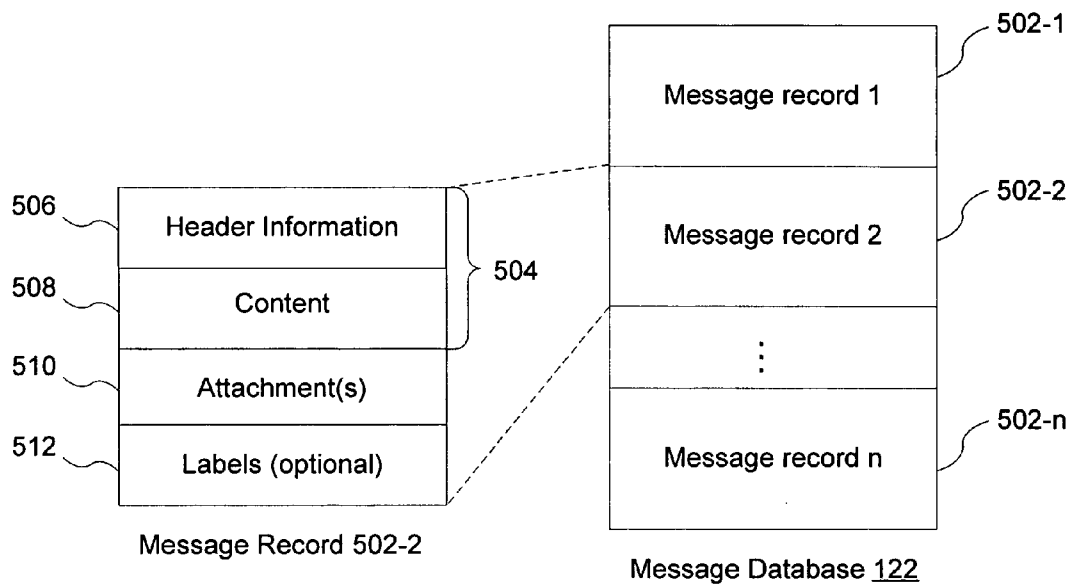 506
Header Information
508
Content
504
510
Attachment(s)
512
Labels (optional)
Message Record 502-2
502-1
Message record 1
502-2
Message record 2
⋮
502-n
Message record n
Message Database 122